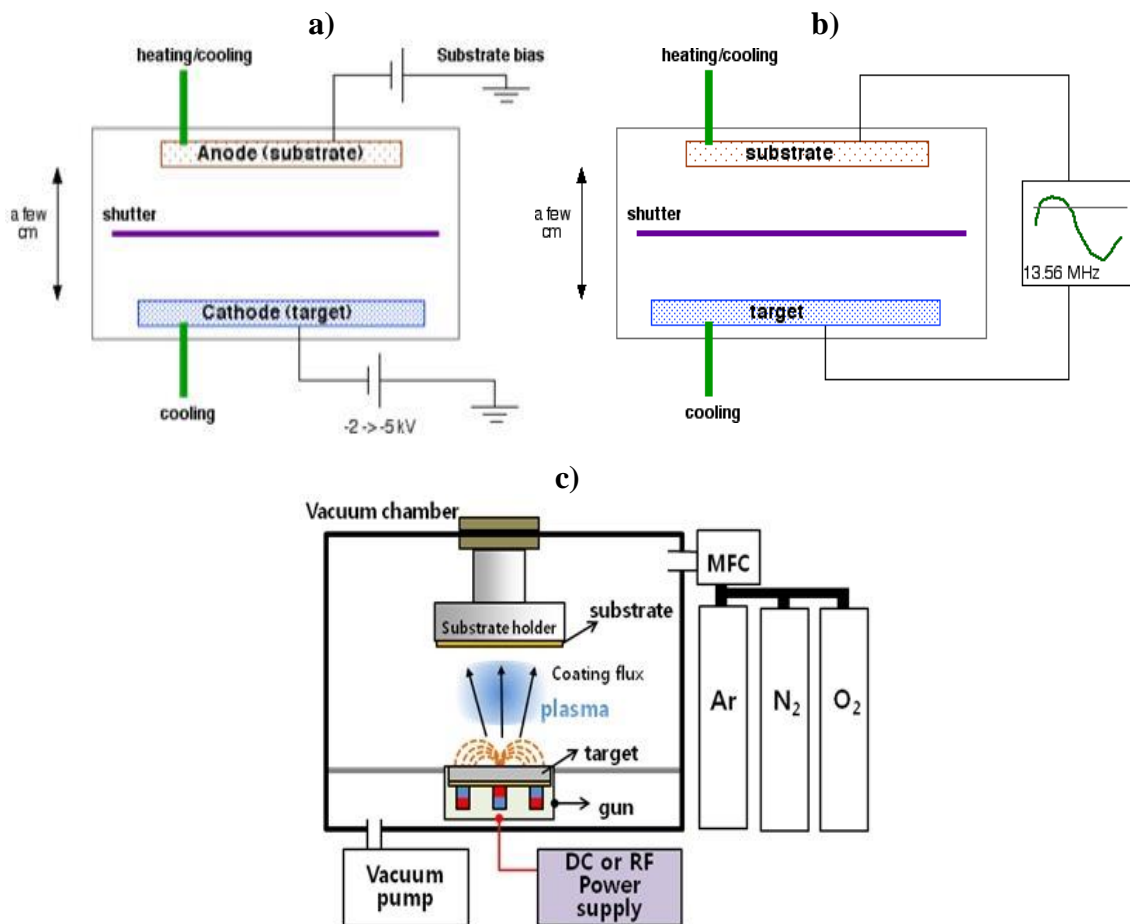 a)
heating/cooling
Substrate bias
Anode (substrate)
a few
cm
shutter
Cathode (target)
cooling
-2 -> -5 kV
b)
heating/cooling
substrate
a few
cm
shutter
13.56 MHz
target
cooling
c)
Vacuum chamber
MFC
substrate
Substrate holder
Coating flux
plasma
Ar
N₂
O₂
target
gun
Vacuum
pump
DC or RF
Power
supply